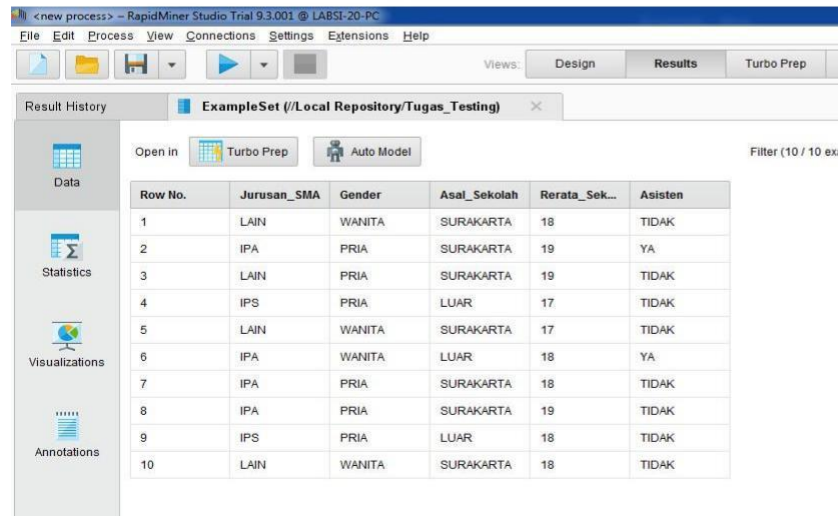 <new process> – RapidMiner Studio Trial 9.3.001 @ LABSI-20-PC
File Edit Process View Connections Settings Extensions Help
Views: Design Results Turbo Prep
Result History ExampleSet (//Local Repository/Tugas_Testing)
Open in Turbo Prep Auto Model Filter (10 / 10 exa
Data
Statistics
Visualizations
Annotations
Row No. Jurusan_SMA Gender Asal_Sekolah Rerata_Sek... Asisten
1 LAIN WANITA SURAKARTA 18 TIDAK
2 IPA PRIA SURAKARTA 19 YA
3 LAIN PRIA SURAKARTA 19 TIDAK
4 IPS PRIA LUAR 17 TIDAK
5 LAIN WANITA SURAKARTA 17 TIDAK
6 IPA WANITA LUAR 18 YA
7 IPA PRIA SURAKARTA 18 TIDAK
8 IPA PRIA SURAKARTA 19 TIDAK
9 IPS PRIA LUAR 18 TIDAK
10 LAIN WANITA SURAKARTA 18 TIDAK